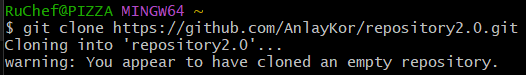 RuChef@PIZZA MINGW64 ~
$ git clone https://github.com/AnlayKor/repository2.0.git
Cloning into 'repository2.0'...
warning: You appear to have cloned an empty repository.